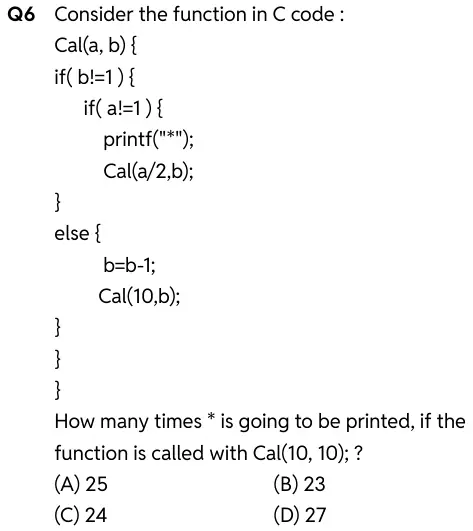 Q6 Consider the function in C code :
Cal(a, b) {
if( b!=1 ) {
if( a!=1 ) {
printf("*");
Cal(a/2,b);
}
else {
b=b-1;
Cal(10,b);
}
}
}
How many times * is going to be printed, if the
function is called with Cal(10, 10); ?
(A) 25 (B) 23
(C) 24 (D) 27